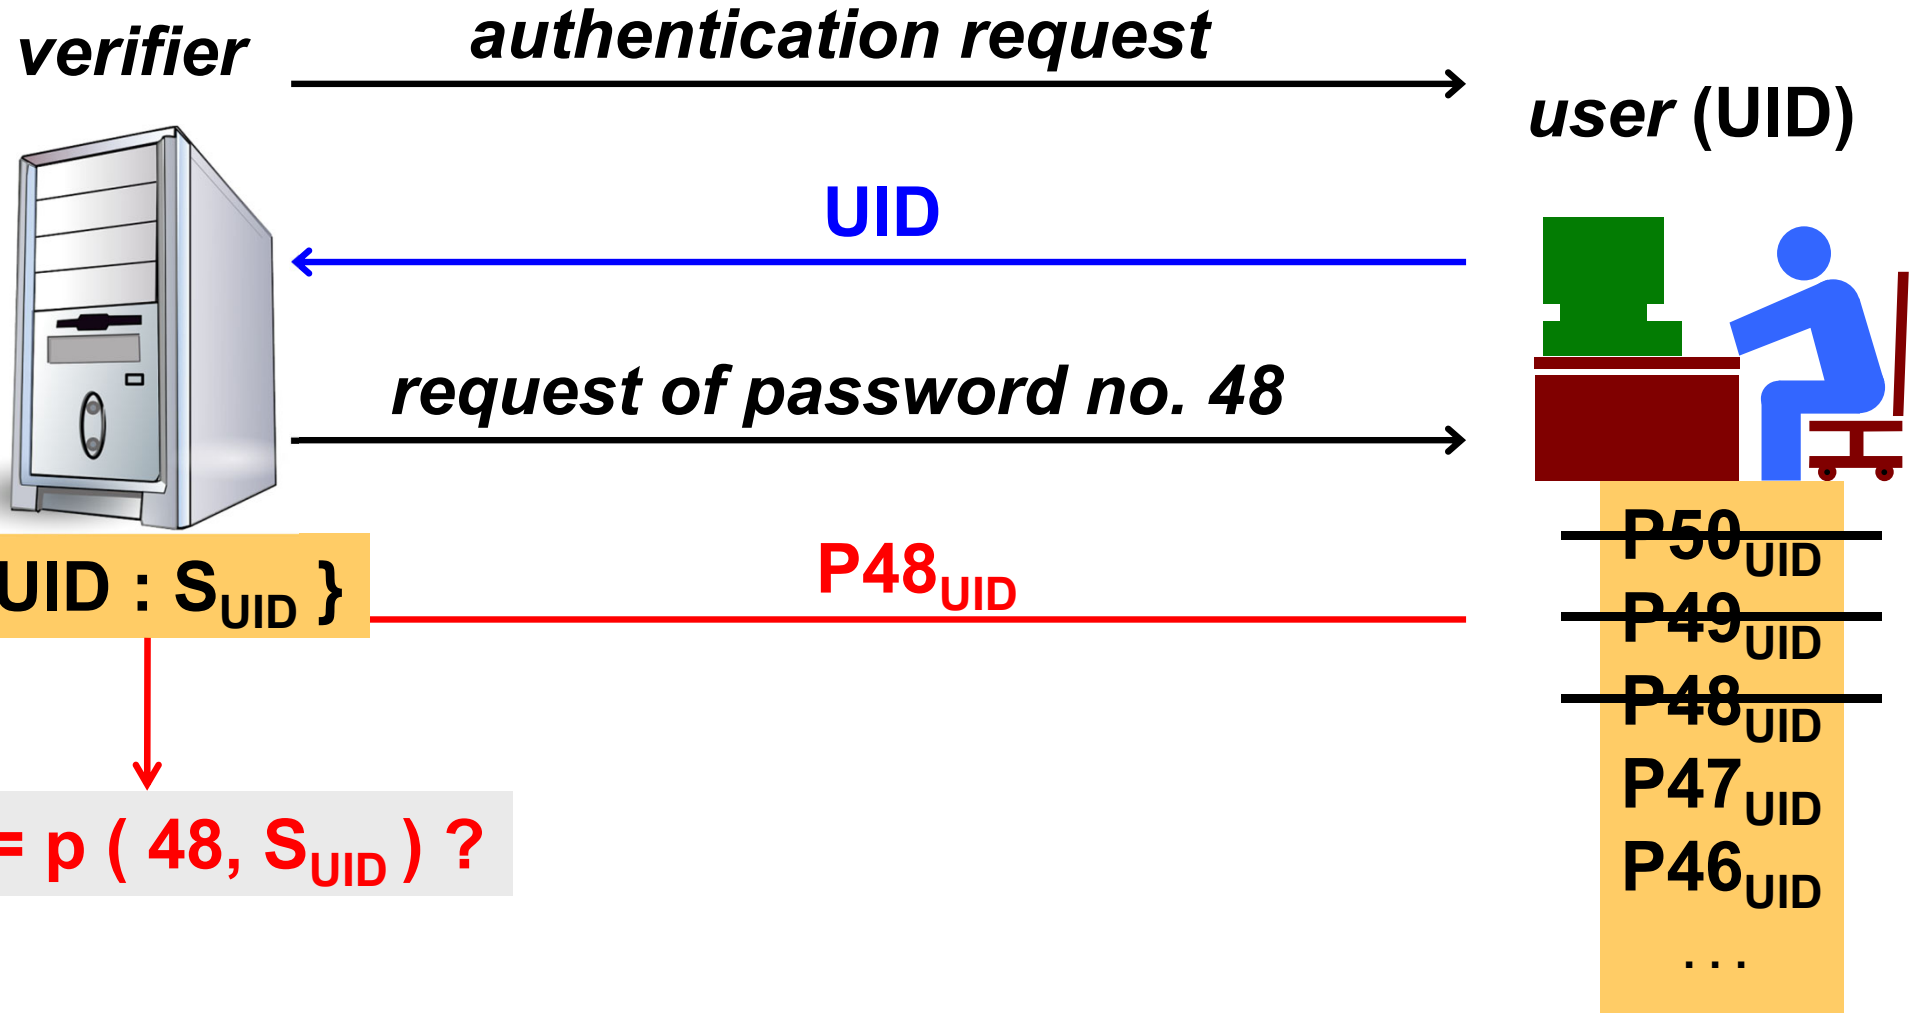 verifier
authentication request
user (UID)
UID
request of password no. 48
P48UID
UID : SUID }
= p ( 48, SUID ) ?
P50UID
P49UID
P48UID
P47UID
P46UID
. . .